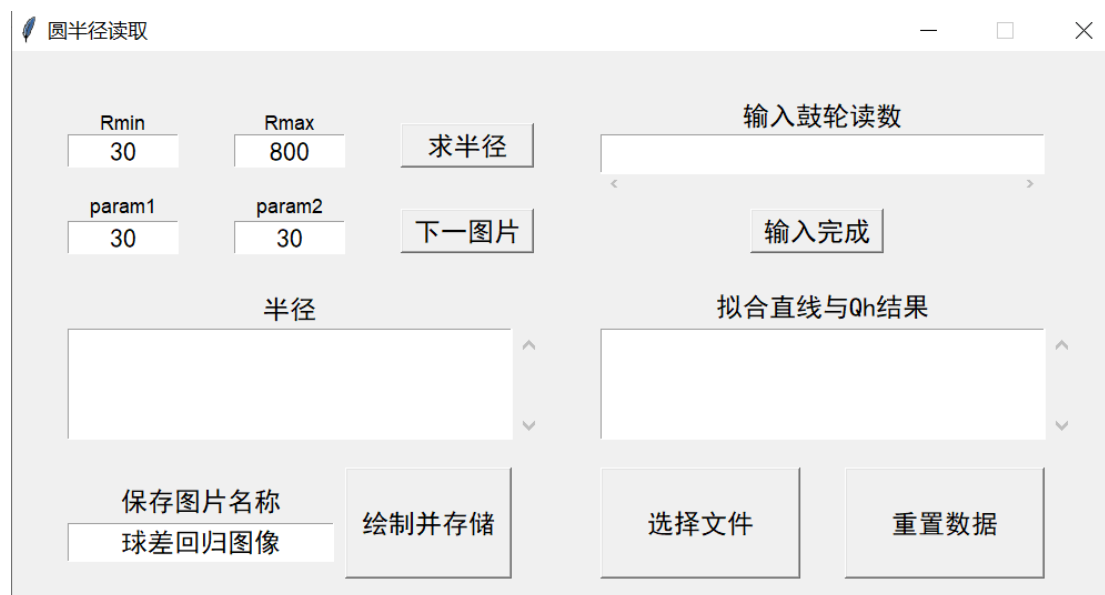 圆半径读取
Rmin
Rmax
输入鼓轮读数
30
800
求半径
param1
param2
30
30
下一图片
输入完成
半径
拟合直线与Qh结果
保存图片名称
球差回归图像
绘制并存储
选择文件
重置数据